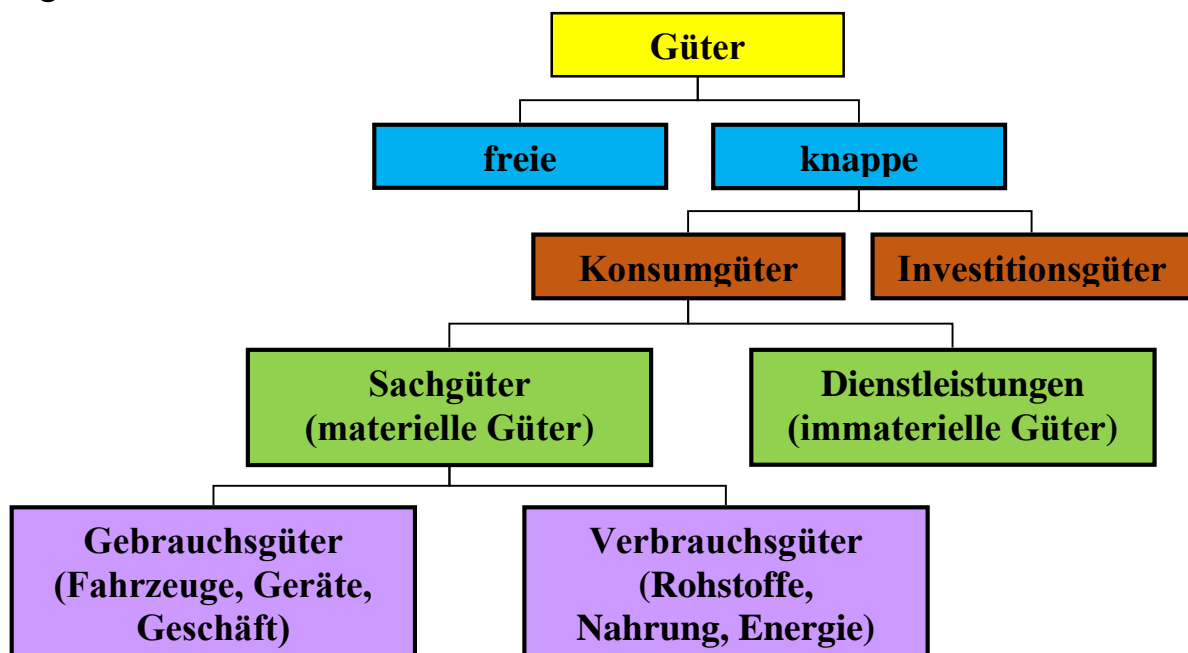 Güter
freie
knappe
Konsumgüter
Investitionsgüter
Sachgüter
(materielle Güter)
Dienstleistungen
(immaterielle Güter)
Gebrauchsgüter
(Fahrzeuge, Geräte,
Geschäft)
Verbrauchsgüter
(Rohstoffe,
Nahrung, Energie)